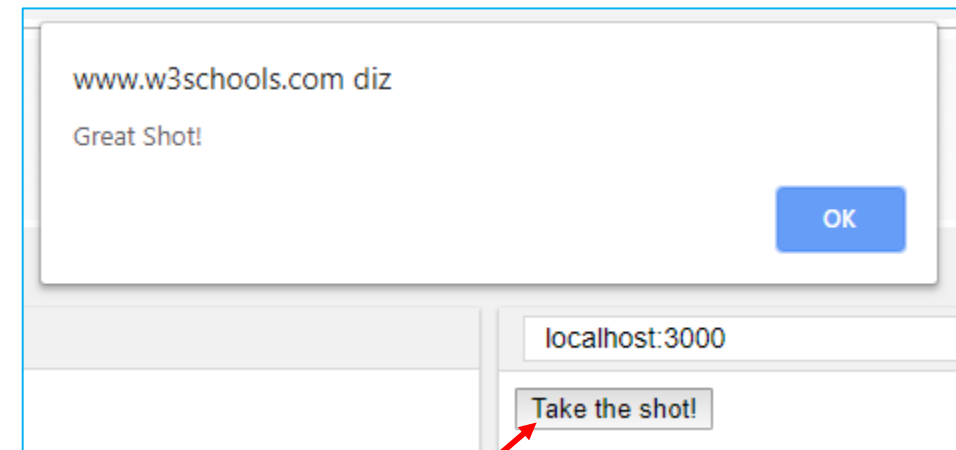 www.w3schools.com diz
Great Shot!
OK
localhost:3000
Take the shot!